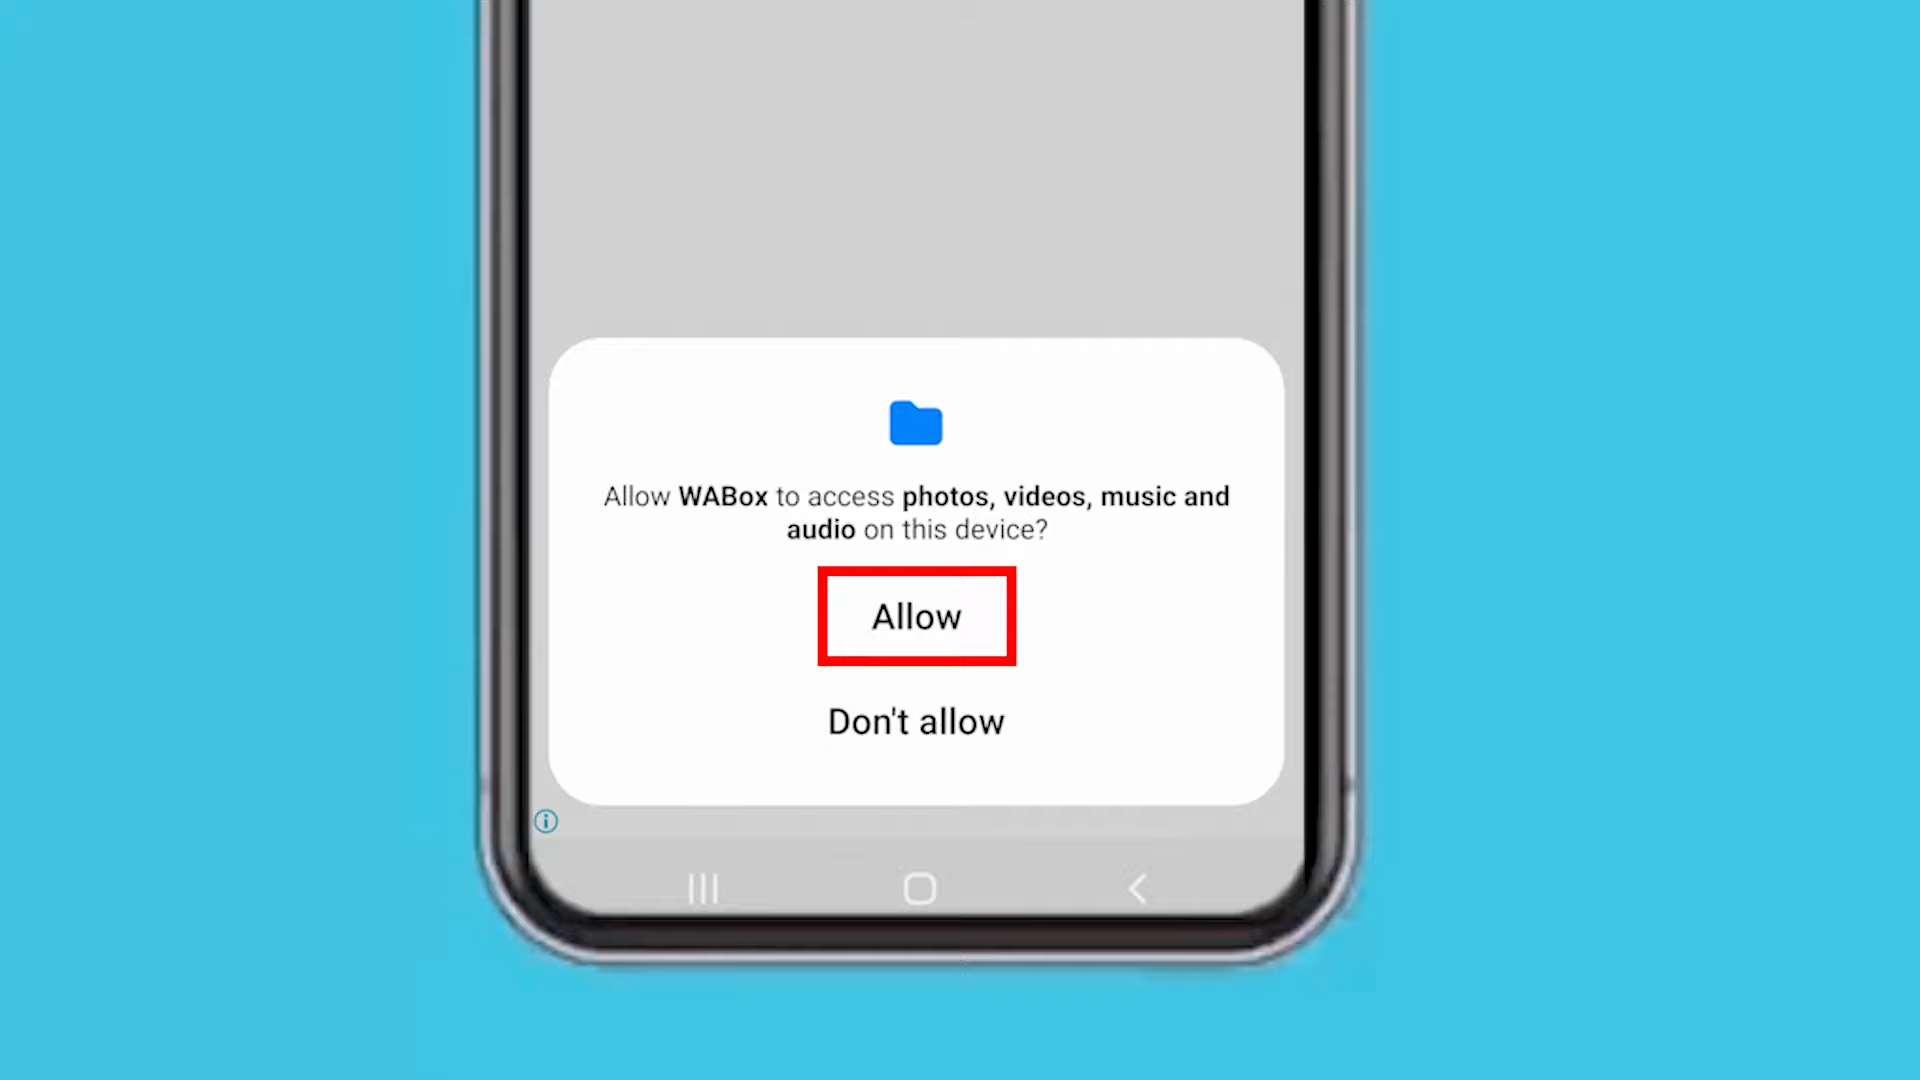 Allow WABox to access photos, videos, music and
audio on this device?
Allow
Don't allow